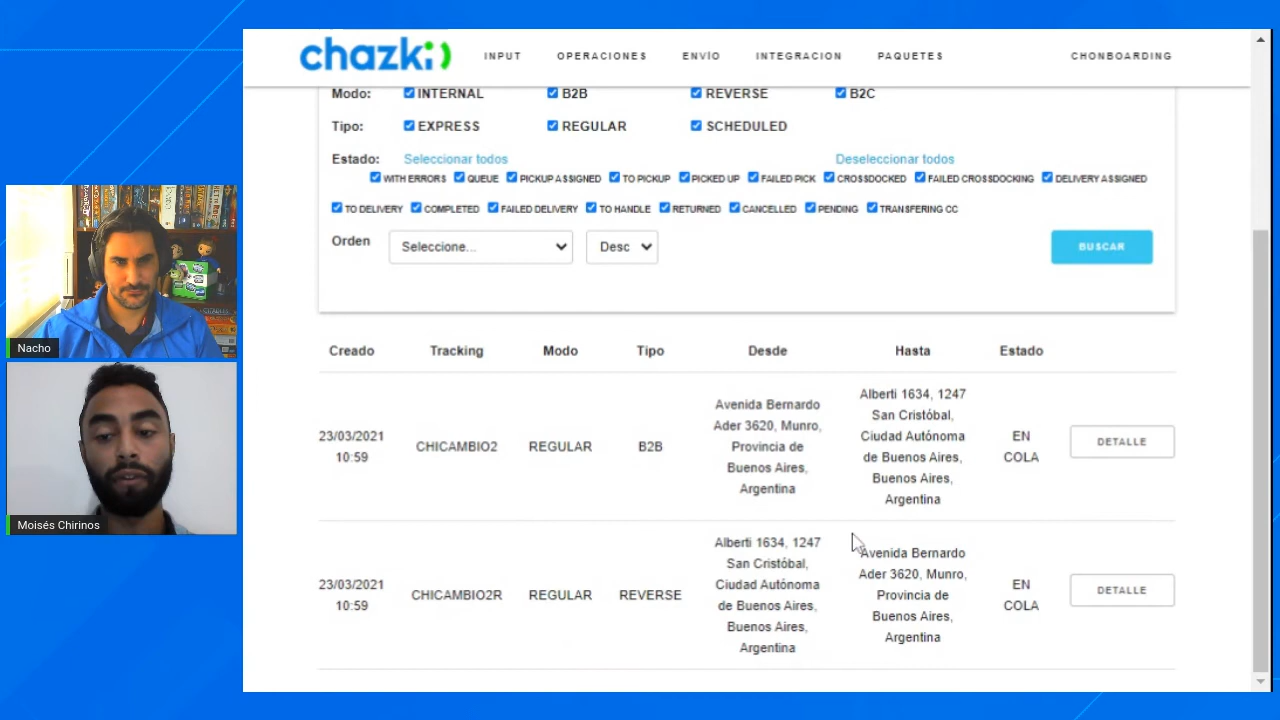 chazki
INPUT OPERACIONES ENVÍO INTEGRACION PAQUETES CHONBOARDING
Modo: INTERNAL B2B REVERSE B2C
Tipo: EXPRESS REGULAR SCHEDULED
Estado: Seleccionar todos Deseleccionar todos
WITH ERRORS QUEUE PICKUP ASSIGNED TO PICKUP PICKED UP FAILED PICK CROSSDOCKED FAILED CROSSDOCKING DELIVERY ASSIGNED
TO DELIVERY COMPLETED FAILED DELIVERY TO HANDLE RETURNED CANCELLED PENDING TRANSFERING CC
Orden Seleccione... Desc BUSCAR
Creado Tracking Modo Tipo Desde Hasta Estado
23/03/2021
10:59
CHICAMBIO2
REGULAR
B2B
Avenida Bernardo
Ader 3620, Munro,
Provincia de
Buenos Aires,
Argentina
Alberti 1634, 1247
San Cristóbal,
Ciudad Autónoma
de Buenos Aires,
Buenos Aires,
Argentina
EN
COLA
DETALLE
23/03/2021
10:59
CHICAMBIO2R
REGULAR
REVERSE
Alberti 1634, 1247
San Cristóbal,
Ciudad Autónoma
de Buenos Aires,
Buenos Aires,
Argentina
Avenida Bernardo
Ader 3620, Munro,
Provincia de
Buenos Aires,
Argentina
EN
COLA
DETALLE
Nacho
Moisés Chirinos